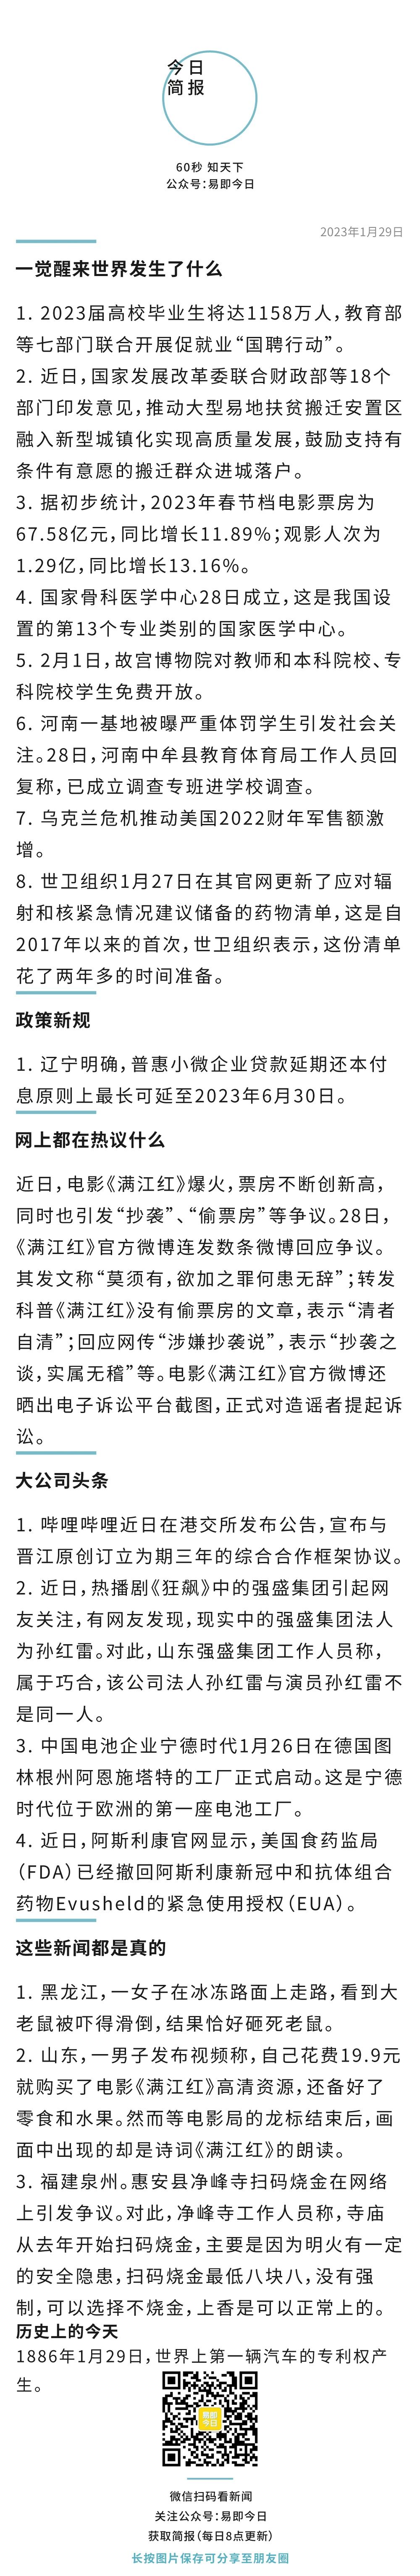 今日
简报
60秒 知天下
公众号：易即今日
2023年1月29日
一觉醒来世界发生了什么
1. 2023届高校毕业生将达1158万人，教育部
等七部门联合开展促就业“国聘行动”。
2. 近日，国家发展改革委联合财政部等18个
部门印发意见，推动大型易地扶贫搬迁安置区
融入新型城镇化实现高质量发展，鼓励支持有
条件有意愿的搬迁群众进城落户。
3. 据初步统计，2023年春节档电影票房为
67.58亿元，同比增长11.89%；观影人次为
1.29亿，同比增长13.16%。
4. 国家骨科医学中心28日成立，这是我国设
置的第13个专业类别的国家医学中心。
5. 2月1日，故宫博物院对教师和本科院校、专
科院校学生免费开放。
6. 河南一基地被曝严重体罚学生引发社会关
注。28日，河南中牟县教育体育局工作人员回
复称，已成立调查专班进学校调查。
7. 乌克兰危机推动美国2022财年军售额激
增。
8. 世卫组织1月27日在其官网更新了应对辐
射和核紧急情况建议储备的药物清单，这是自
2017年以来的首次，世卫组织表示，这份清单
花了两年多的时间准备。
政策新规
1. 辽宁明确，普惠小微企业贷款延期还本付
息原则上最长可延至2023年6月30日。
网上都在热议什么
近日，电影《满江红》爆火，票房不断创新高，
同时也引发“抄袭”、“偷票房”等争议。28日，
《满江红》官方微博连发数条微博回应争议。
其发文称“莫须有，欲加之罪何患无辞”；转发
科普《满江红》没有偷票房的文章，表示“清者
自清”；回应网传“涉嫌抄袭说”，表示“抄袭之
谈，实属无稽”等。电影《满江红》官方微博还
晒出电子诉讼平台截图，正式对造谣者提起诉
讼。
大公司头条
1. 哔哩哔哩近日在港交所发布公告，宣布与
晋江原创订立为期三年的综合合作框架协议。
2. 近日，热播剧《狂飙》中的强盛集团引起网
友关注，有网友发现，现实中的强盛集团法人
为孙红雷。对此，山东强盛集团工作人员称，
属于巧合，该公司法人孙红雷与演员孙红雷不
是同一人。
3. 中国电池企业宁德时代1月26日在德国图
林根州阿恩施塔特的工厂正式启动。这是宁德
时代位于欧洲的第一座电池工厂。
4. 近日，阿斯利康官网显示，美国食药监局
（FDA）已经撤回阿斯利康新冠中和抗体组合
药物Evusheld的紧急使用授权（EUA）。
这些新闻都是真的
1. 黑龙江，一女子在冰冻路面上走路，看到大
老鼠被吓得滑倒，结果恰好砸死老鼠。
2. 山东，一男子发布视频称，自己花费19.9元
就购买了电影《满江红》高清资源，还备好了
零食和水果。然而等电影局的龙标结束后，画
面中出现的却是诗词《满江红》的朗读。
3. 福建泉州。惠安县净峰寺扫码烧金在网络
上引发争议。对此，净峰寺工作人员称，寺庙
从去年开始扫码烧金，主要是因为明火有一定
的安全隐患，扫码烧金最低八块八，没有强
制，可以选择不烧金，上香是可以正常上的。
历史上的今天
1886年1月29日，世界上第一辆汽车的专利权产
生。
易即
今日
微信扫码看新闻
关注公众号：易即今日
获取简报（每日8点更新）
长按图片保存可分享至朋友圈